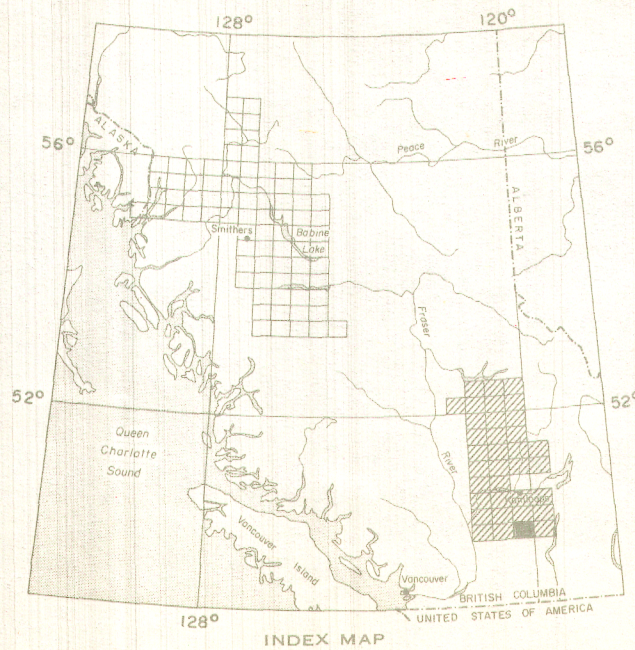 128° 120°
ALASKA
56° 56°
Peace River
ALBERTA
Smithers
Babine
Lake
Fraser
River
52° 52°
Queen
Charlotte
Sound
Kamloops
Vancouver
Island
Vancouver
BRITISH COLUMBIA
UNITED STATES OF AMERICA
128°
INDEX MAP